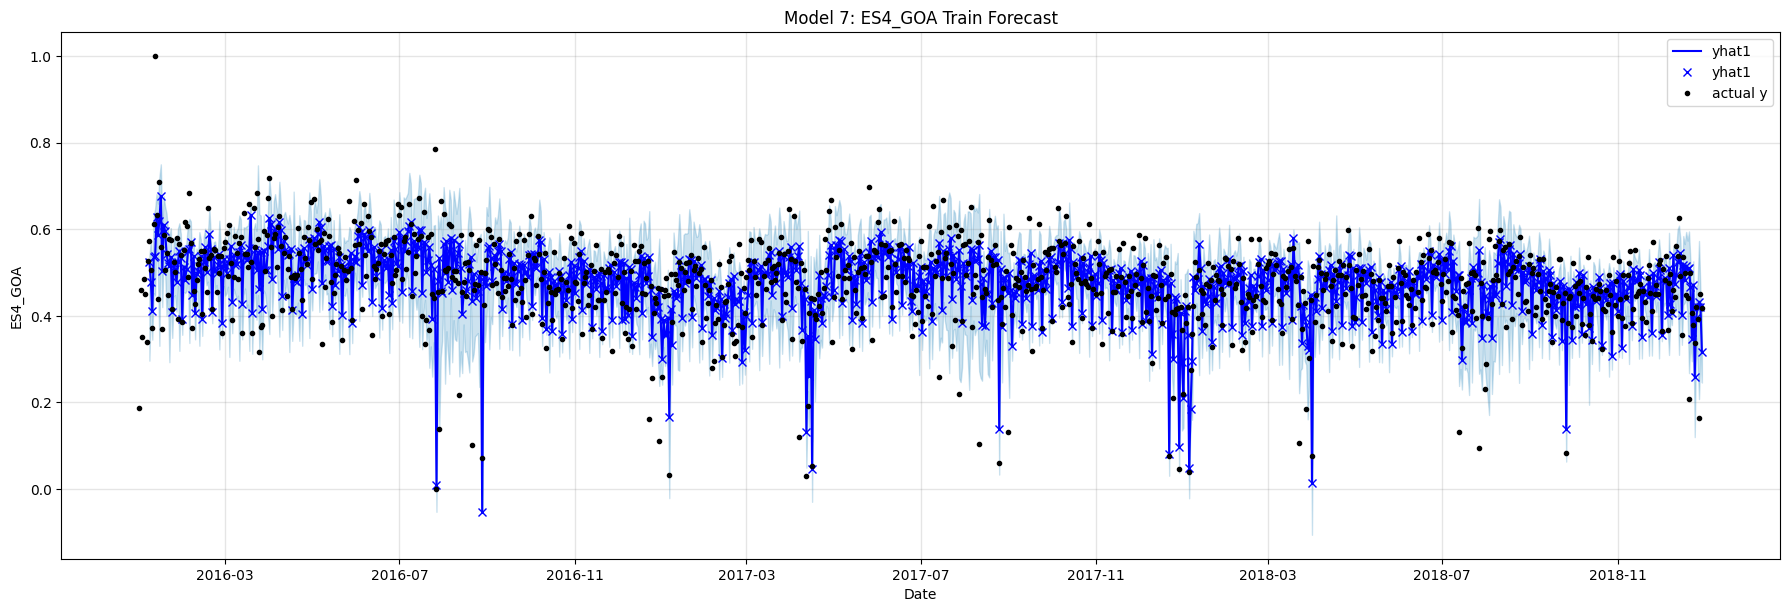 Model 7: ES4_GOA Train Forecast
yhat1
yhat1
actual y
1.0
0.8
0.6
0.4
0.2
0.0
ES4_GOA
2016-03
2016-07
2016-11
2017-03
2017-07
2017-11
2018-03
2018-07
2018-11
Date